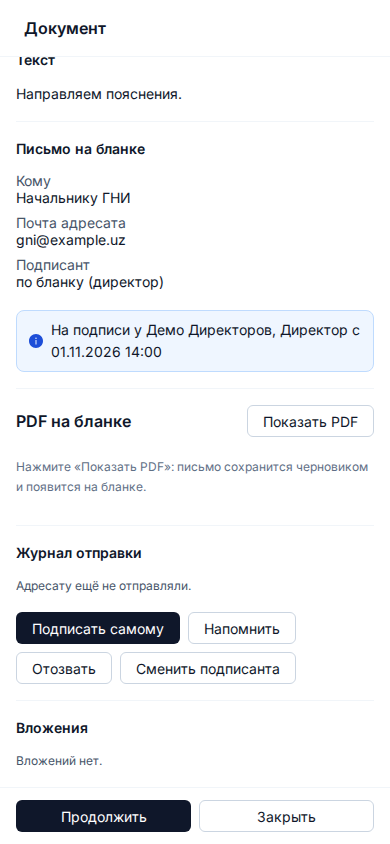 Документ
Текст
Направляем пояснения.
Письмо на бланке
Кому
Начальнику ГНИ
Почта адресата
gni@example.uz
Подписант
по бланку (директор)
На подписи у Демо Директоров, Директор с
01.11.2026 14:00
PDF на бланке
Показать PDF
Нажмите «Показать PDF»: письмо сохранится черновиком
и появится на бланке.
Журнал отправки
Адресату ещё не отправляли.
Подписать самому
Напомнить
Отозвать
Сменить подписанта
Вложения
Вложений нет.
Продолжить
Закрыть